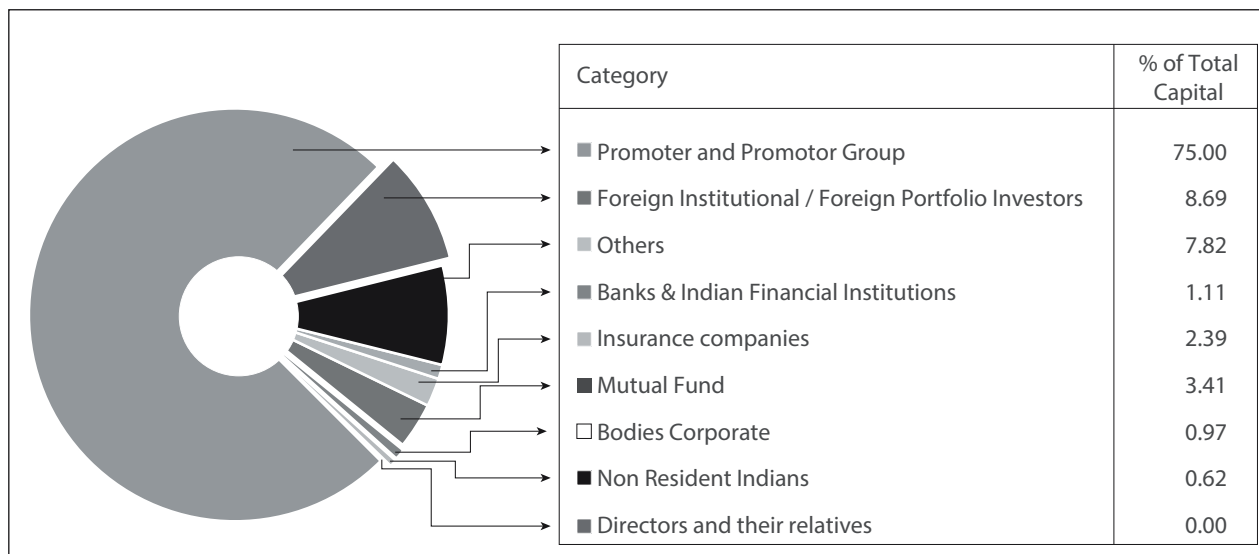 Category % of Total
Capital
Promoter and Promotor Group 75.00
Foreign Institutional / Foreign Portfolio Investors 8.69
Others 7.82
Banks & Indian Financial Institutions 1.11
Insurance companies 2.39
Mutual Fund 3.41
Bodies Corporate 0.97
Non Resident Indians 0.62
Directors and their relatives 0.00